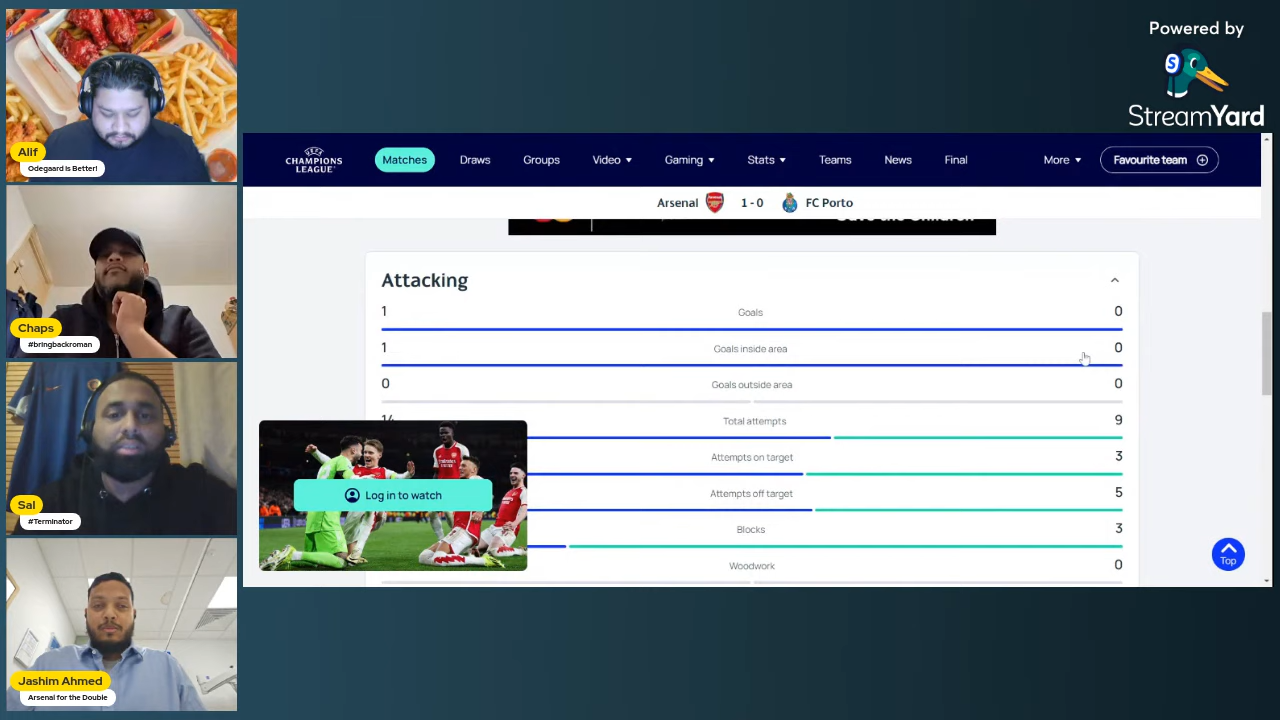 Powered by
S
StreamYard
Alif
Odegaard is Better!
Chaps
#bringbackroman
Sal
#Terminator
Jashim Ahmed
Arsenal for the Double
UEFA
CHAMPIONS
LEAGUE
Matches
Draws
Groups
Video
Gaming
Stats
Teams
News
Final
More
Favourite team
Arsenal 1 - 0 FC Porto
Attacking
1 Goals 0
1 Goals inside area 0
0 Goals outside area 0
14 Total attempts 9
Attempts on target 3
Attempts off target 5
Blocks 3
Woodwork 0
Log in to watch
Top